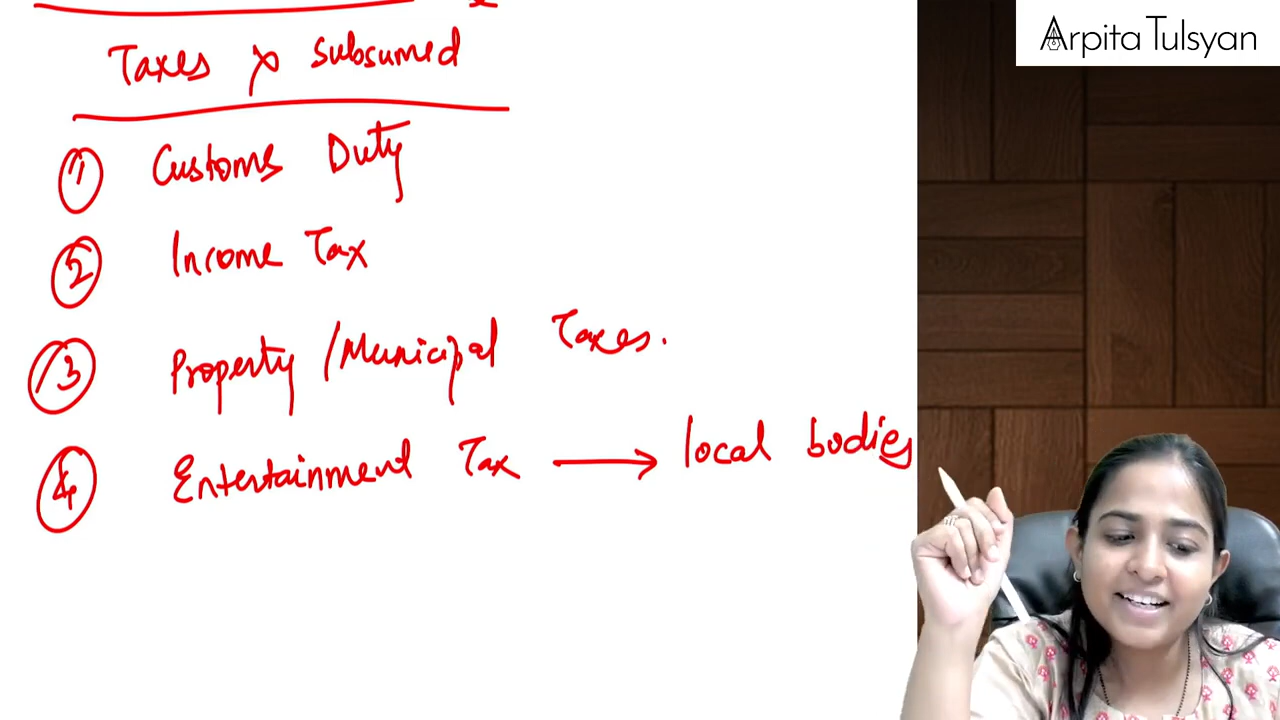 Arpita Tulsyan
Taxes x subsumed
① Customs Duty
② Income Tax
③ Property/Municipal Taxes.
④ Entertainment Tax → local bodies